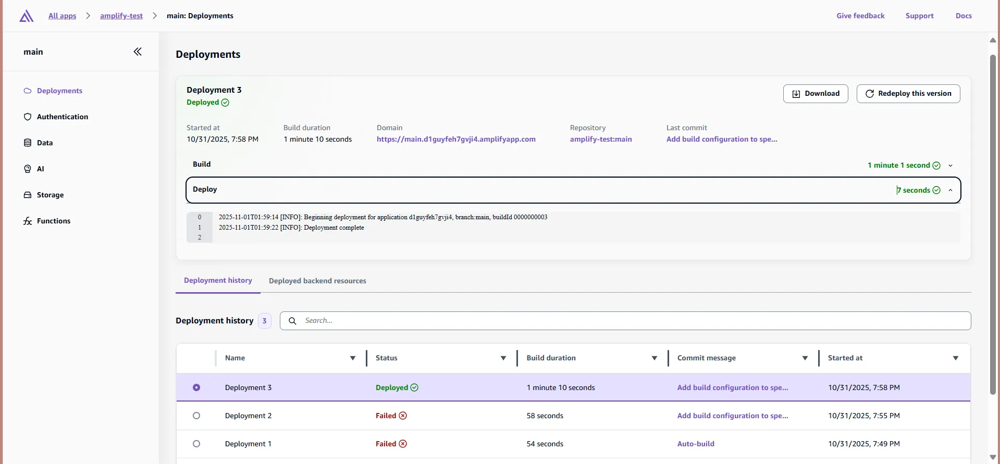 All apps > amplify-test > main: Deployments
Give feedback Support Docs
main
Deployments
Authentication
Data
AI
Storage
Functions
Deployments
Deployment 3
Deployed
Download Redeploy this version
Started at Build duration Domain Repository Last commit
10/31/2025, 7:58 PM 1 minute 10 seconds https://main.d1guyfeh7gvji4.amplifyapp.com amplify-test:main Add build configuration to spe...
Build 1 minute 1 second
Deploy 7 seconds
0 2025-11-01T01:59:14 [INFO]: Beginning deployment for application d1guyfeh7gvji4, branch:main, buildId 0000000003
1 2025-11-01T01:59:22 [INFO]: Deployment complete
2
Deployment history Deployed backend resources
Deployment history 3 Search...
Name Status Build duration Commit message Started at
Deployment 3 Deployed 1 minute 10 seconds Add build configuration to spe... 10/31/2025, 7:58 PM
Deployment 2 Failed 58 seconds Add build configuration to spe... 10/31/2025, 7:55 PM
Deployment 1 Failed 54 seconds Auto-build 10/31/2025, 7:49 PM